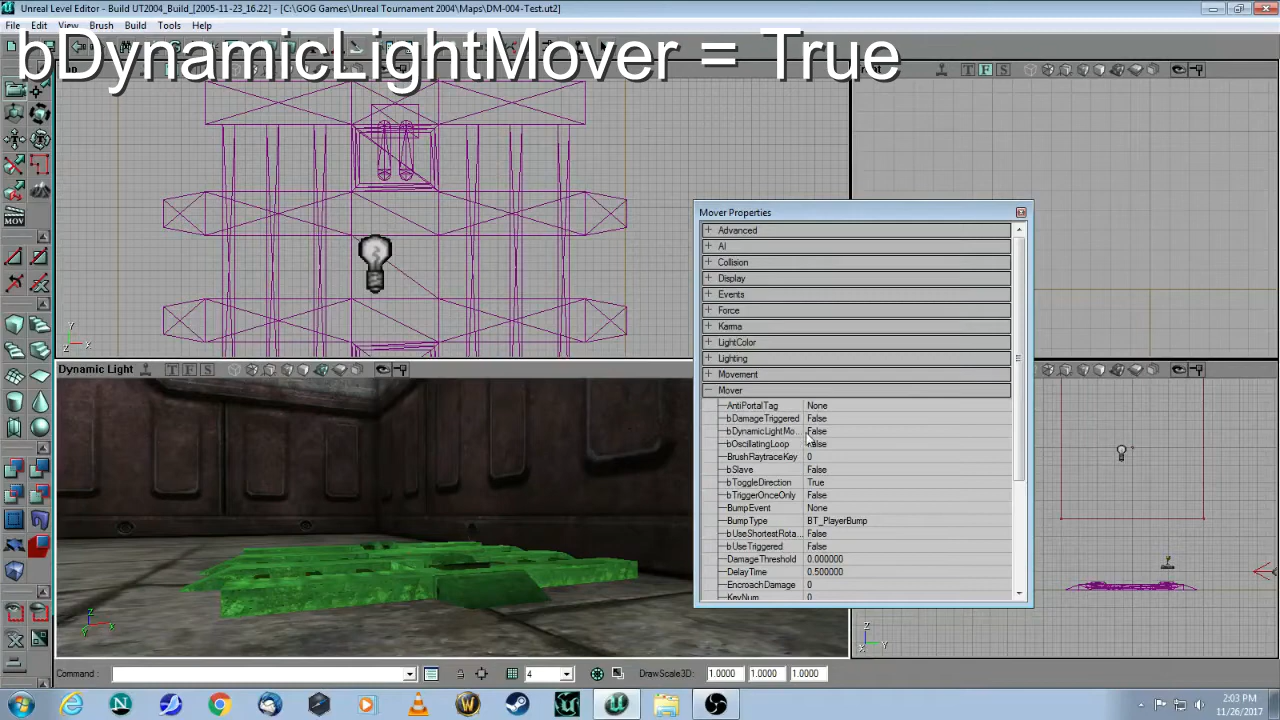 Unreal Level Editor - Build UT2004_Build_[2005-11-23_16.22] - [C:\GOG Games\Unreal Tournament 2004\Maps\DM-004-Test.ut2]
File Edit View Brush Build Tools Help
bDynamicLightMover = True
T F S
T F S
MOV
Y
Z X
Mover Properties
Advanced
AI
Collision
Display
Events
Force
Karma
LightColor
Lighting
Movement
Mover
AntiPortalTag None
bDamageTriggered False
bDynamicLightMo... False
bOscillatingLoop False
BrushRaytraceKey 0
bSlave False
bToggleDirection True
bTriggerOnceOnly False
BumpEvent None
BumpType BT_PlayerBump
bUseShortestRota... False
bUseTriggered False
DamageThreshold 0.000000
DelayTime 0.500000
EncroachDamage 0
KeyNum 0
Dynamic Light T F S
Z
Y X
Z
X Y
Command : 4 DrawScale3D: 1.0000 1.0000 1.0000
2:03 PM
11/26/2017